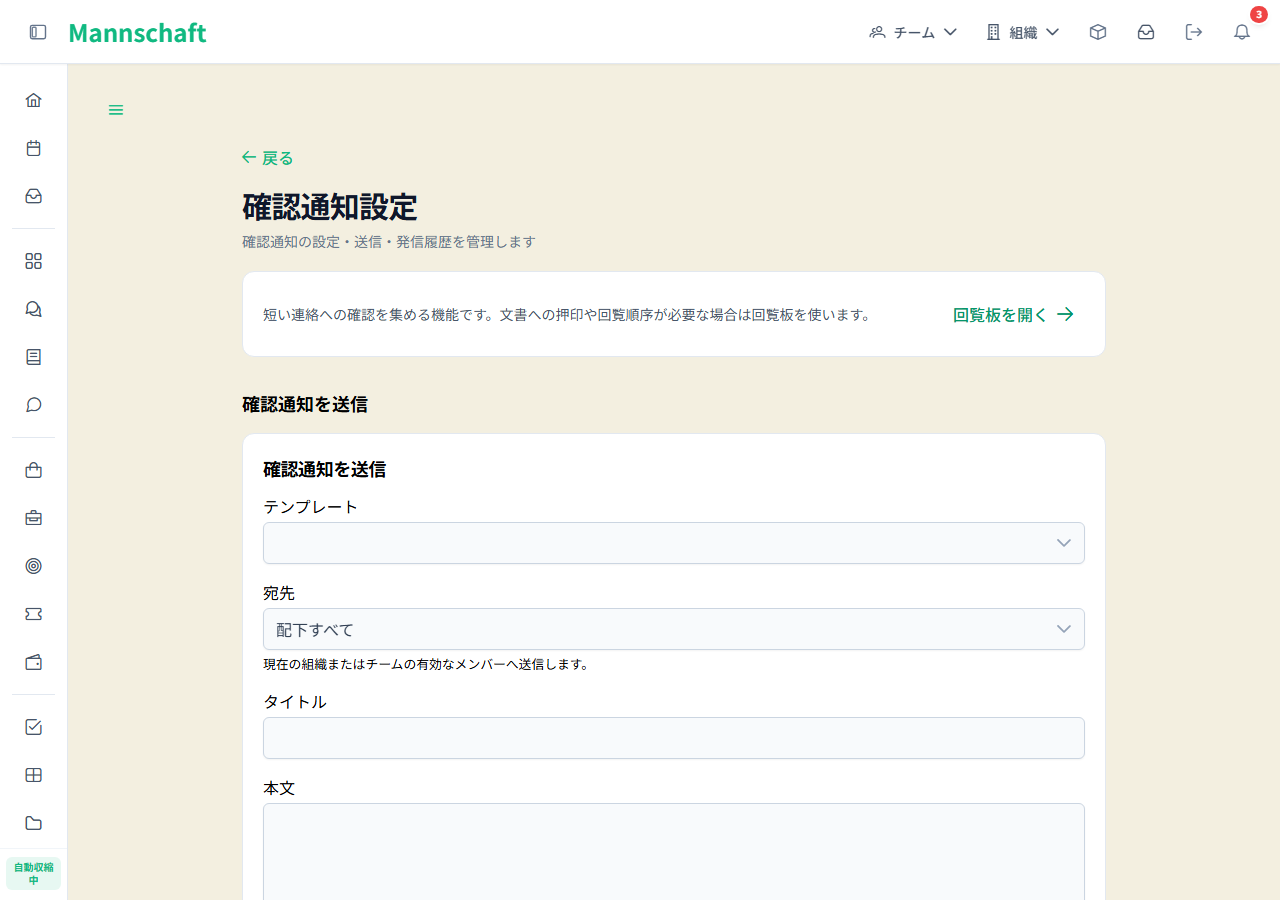 Mannschaft
チーム
組織
3
戻る
確認通知設定
確認通知の設定・送信・発信履歴を管理します
短い連絡への確認を集める機能です。文書への押印や回覧順序が必要な場合は回覧板を使います。
回覧板を開く
確認通知を送信
確認通知を送信
テンプレート
宛先
配下すべて
現在の組織またはチームの有効なメンバーへ送信します。
タイトル
本文
自動収縮
中